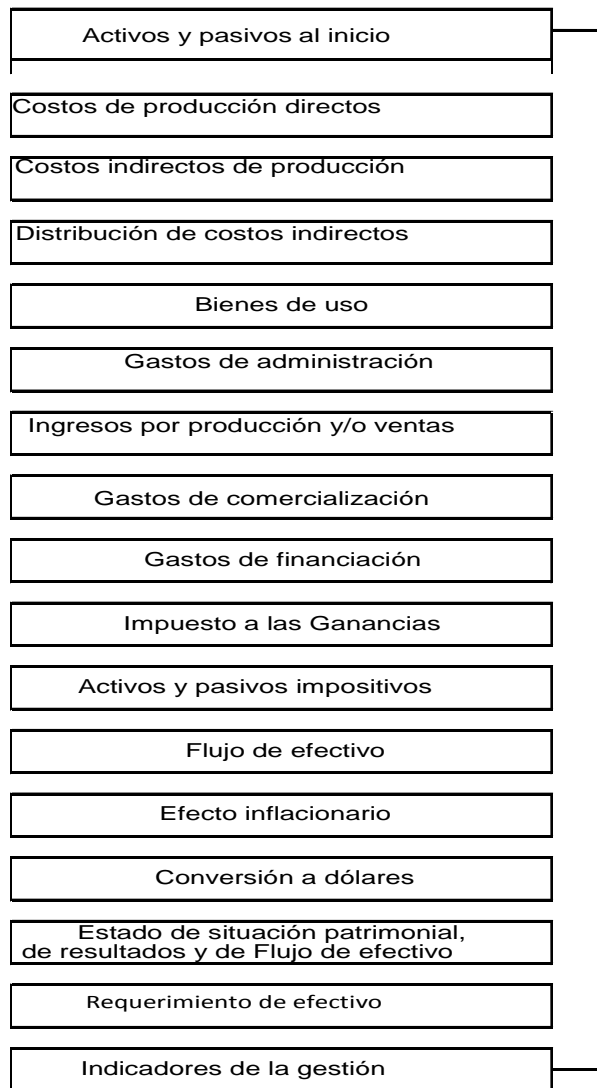 Activos y pasivos al inicio
Costos de producción directos
Costos indirectos de producción
Distribución de costos indirectos
Bienes de uso
Gastos de administración
Ingresos por producción y/o ventas
Gastos de comercialización
Gastos de financiación
Impuesto a las Ganancias
Activos y pasivos impositivos
Flujo de efectivo
Efecto inflacionario
Conversión a dólares
Estado de situación patrimonial,
de resultados y de Flujo de efectivo
Requerimiento de efectivo
Indicadores de la gestión